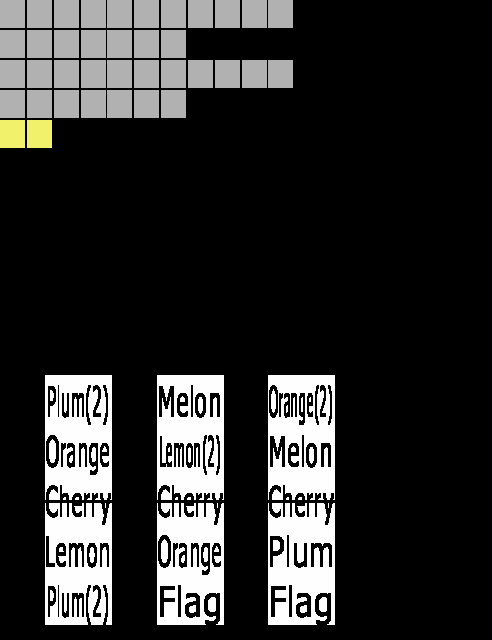 Plum(2) Melon Orange(2)
Orange Lemon(2) Melon
Cherry Cherry Cherry
Lemon Orange Plum
Plum(2) Flag Flag